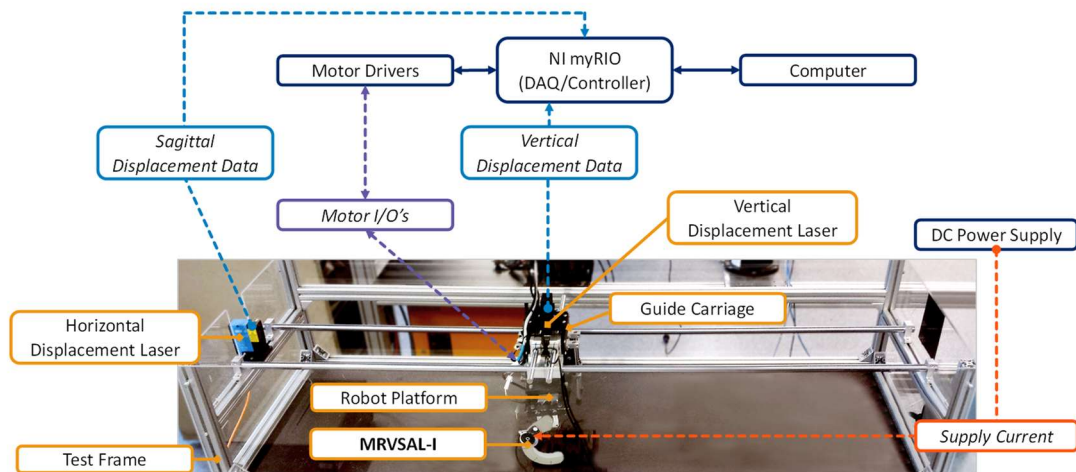 NI myRIO
(DAQ/Controller)
Motor Drivers
Computer
Sagittal
Displacement Data
Vertical
Displacement Data
Motor I/O's
Vertical
Displacement Laser
DC Power Supply
Horizontal
Displacement Laser
Guide Carriage
Robot Platform
MRVSAL-I
Supply Current
Test Frame